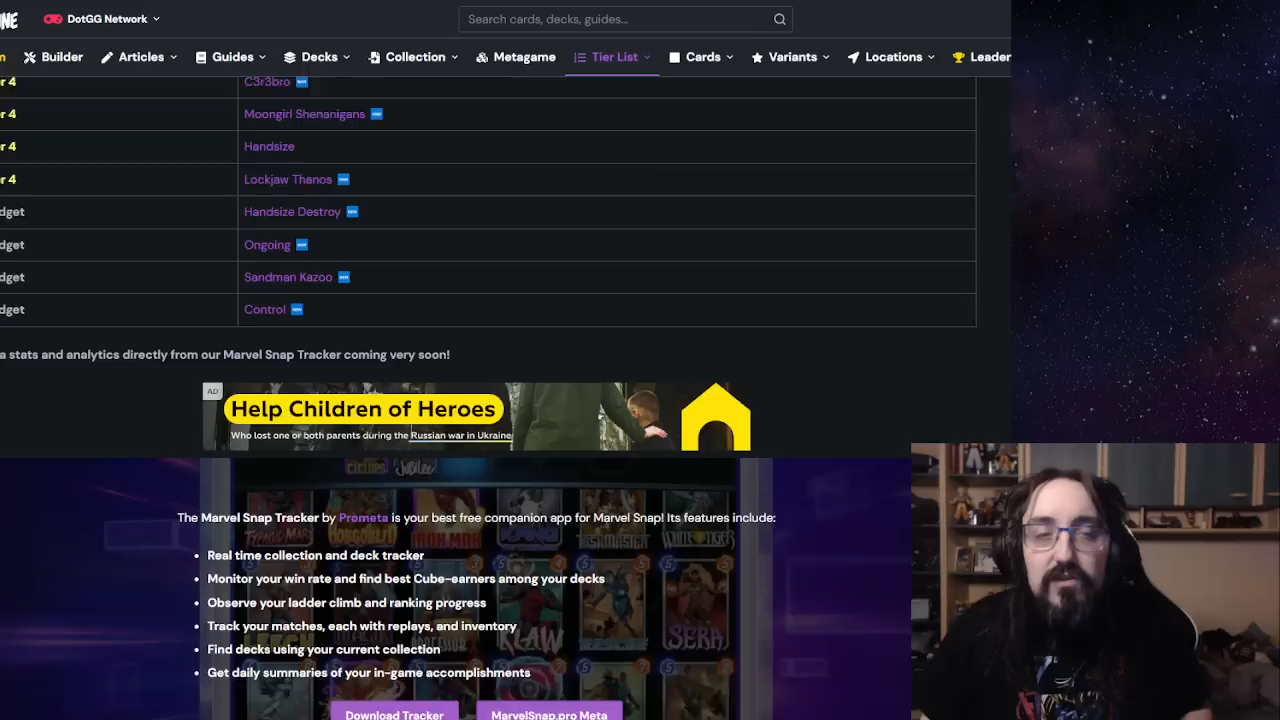 DotGG Network
Search cards, decks, guides...
Builder Articles Guides Decks Collection Metagame Tier List Cards Variants Locations Leader
r 4 C3r3bro
r 4 Moongirl Shenanigans
r 4 Handsize
r 4 Lockjaw Thanos
dget Handsize Destroy
dget Ongoing
dget Sandman Kazoo
dget Control
a stats and analytics directly from our Marvel Snap Tracker coming very soon!
AD
Help Children of Heroes
Who lost one or both parents during the Russian war in Ukraine
CYCLOPS Jubilee
The Marvel Snap Tracker by Prometa is your best free companion app for Marvel Snap! Its features include:
Real time collection and deck tracker
Monitor your win rate and find best Cube-earners among your decks
Observe your ladder climb and ranking progress
Track your matches, each with replays, and inventory
Find decks using your current collection
Get daily summaries of your in-game accomplishments
LEECH KLAW SERA
Download Tracker MarvelSnap.pro Meta